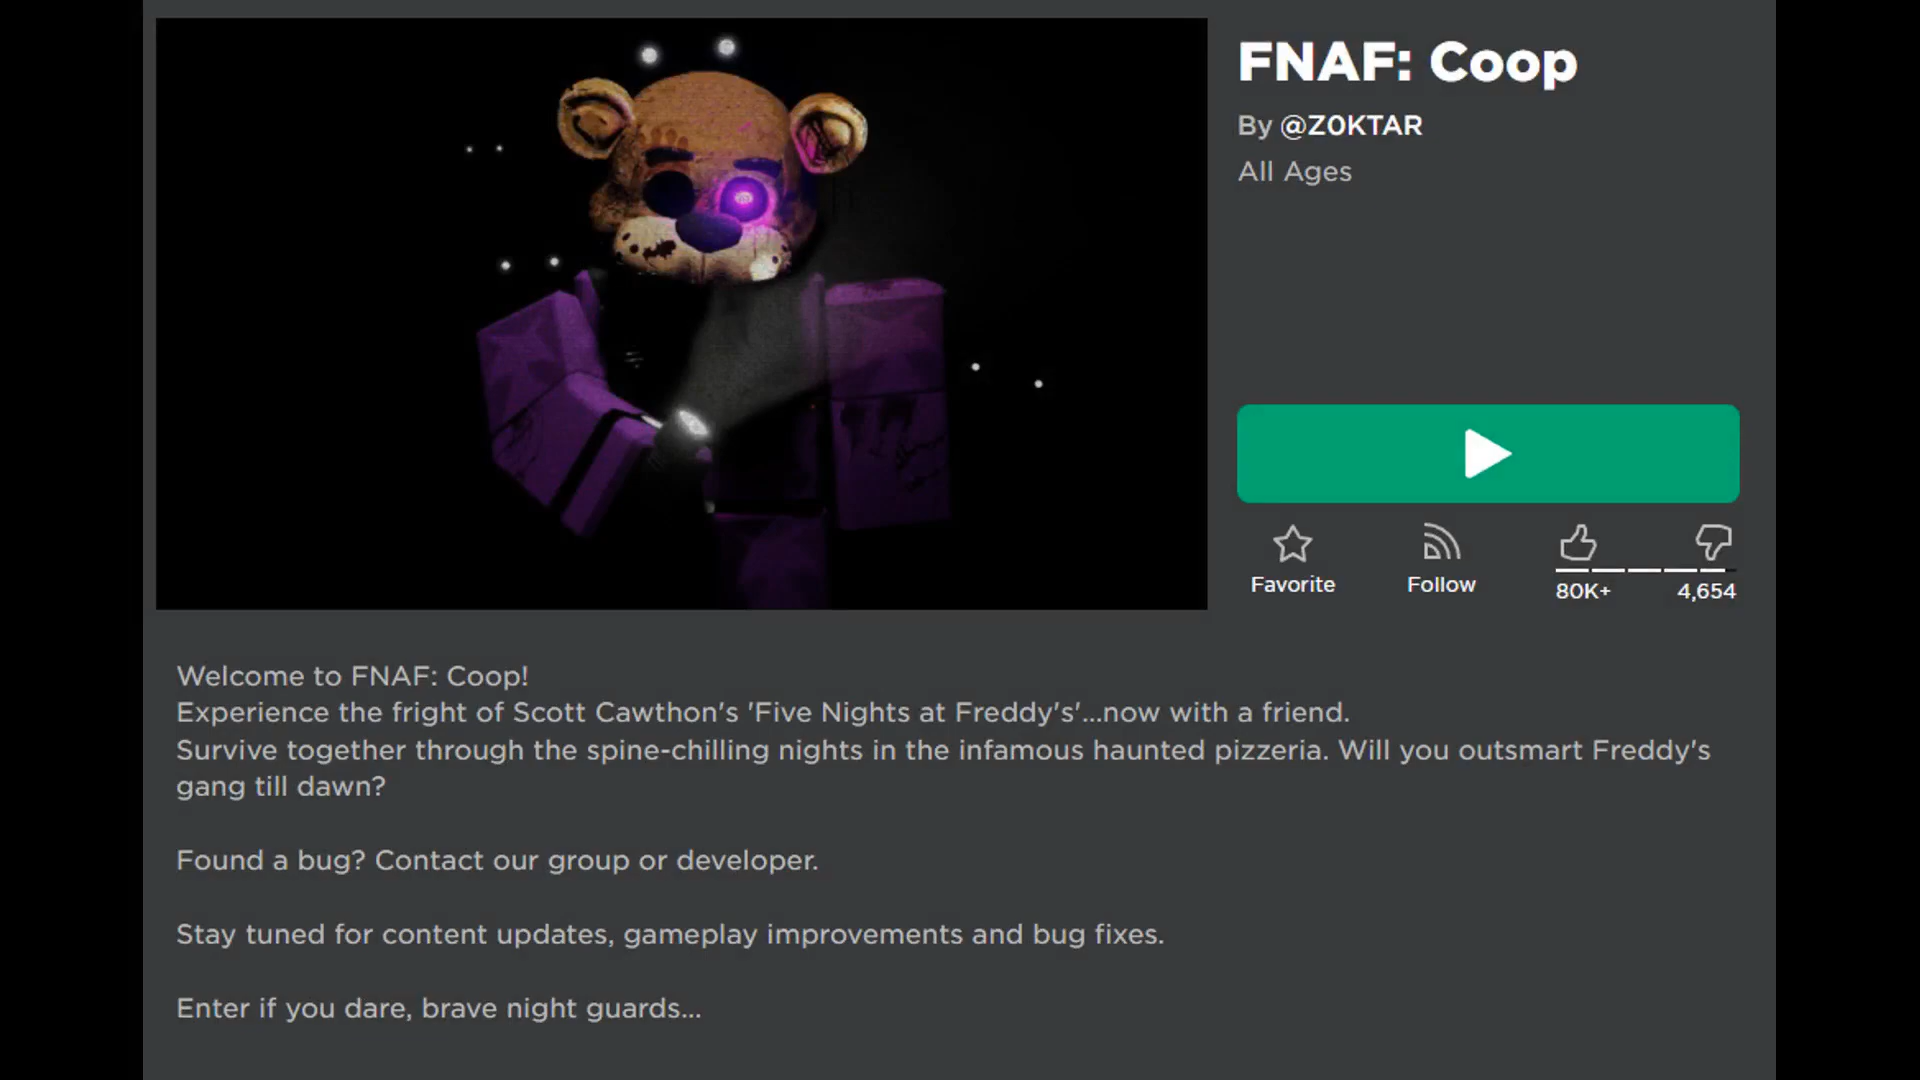 FNAF: Coop
By @Z0KTAR
All Ages
Favorite
Follow
80K+
4,654
Welcome to FNAF: Coop!
Experience the fright of Scott Cawthon's 'Five Nights at Freddy's'...now with a friend.
Survive together through the spine-chilling nights in the infamous haunted pizzeria. Will you outsmart Freddy's
gang till dawn?
Found a bug? Contact our group or developer.
Stay tuned for content updates, gameplay improvements and bug fixes.
Enter if you dare, brave night guards...